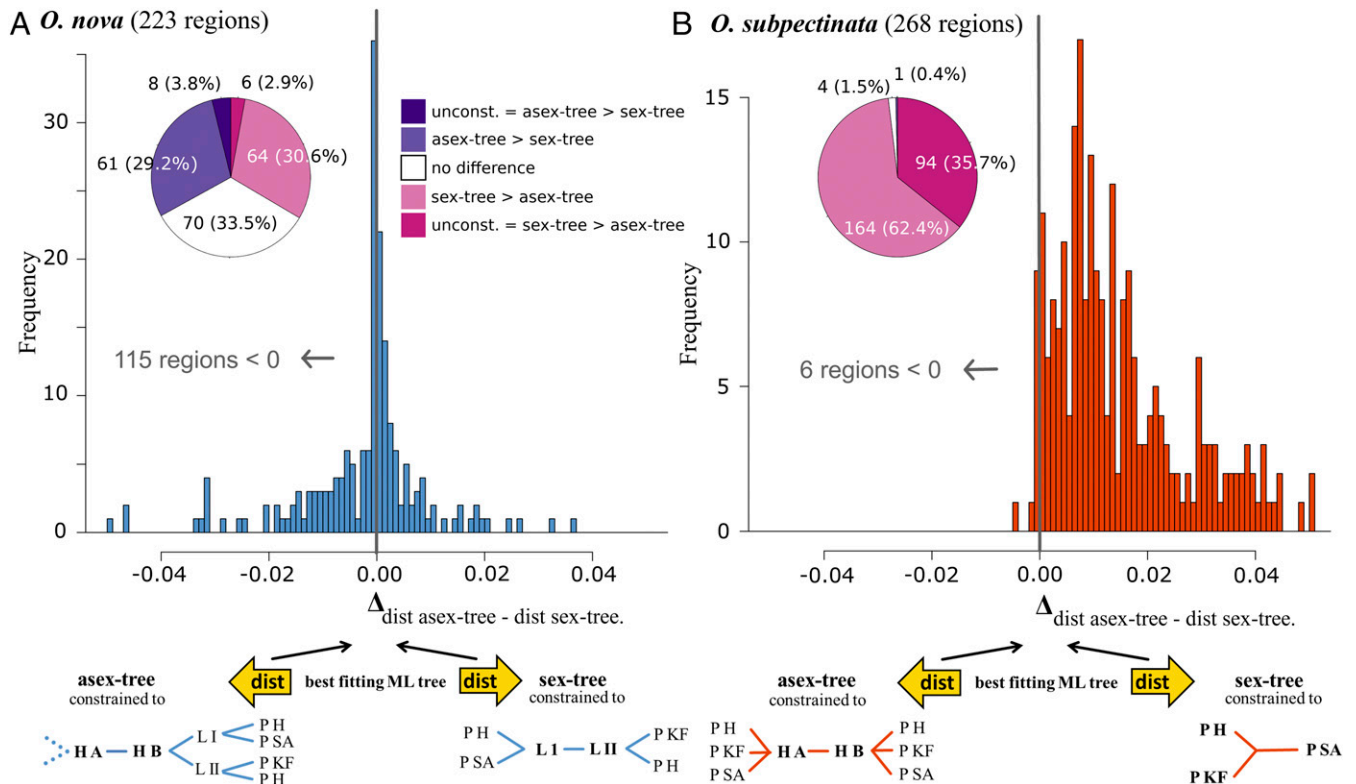 A O. nova (223 regions)
8 (3.8%)
6 (2.9%)
61 (29.2%)
64 (30.6%)
70 (33.5%)
unconst. = asex-tree > sex-tree
asex-tree > sex-tree
no difference
sex-tree > asex-tree
unconst. = sex-tree > asex-tree
Frequency
30
20
10
0
115 regions < 0 ←
-0.04 -0.02 0.00 0.02 0.04
Δ dist asex-tree - dist sex-tree.
asex-tree
constrained to
dist
best fitting ML tree
dist
sex-tree
constrained to
H A H B
L I
L II
P H
P SA
P KF
P H
P H
P SA
L 1 L II
P KF
P H
B O. subpectinata (268 regions)
4 (1.5%)
1 (0.4%)
94 (35.7%)
164 (62.4%)
Frequency
15
10
5
0
6 regions < 0 ←
-0.04 -0.02 0.00 0.02 0.04
Δ dist asex-tree - dist sex-tree.
asex-tree
constrained to
dist
best fitting ML tree
dist
sex-tree
constrained to
P H
P KF
P SA
H A H B
P H
P KF
P SA
P H
P SA
P KF